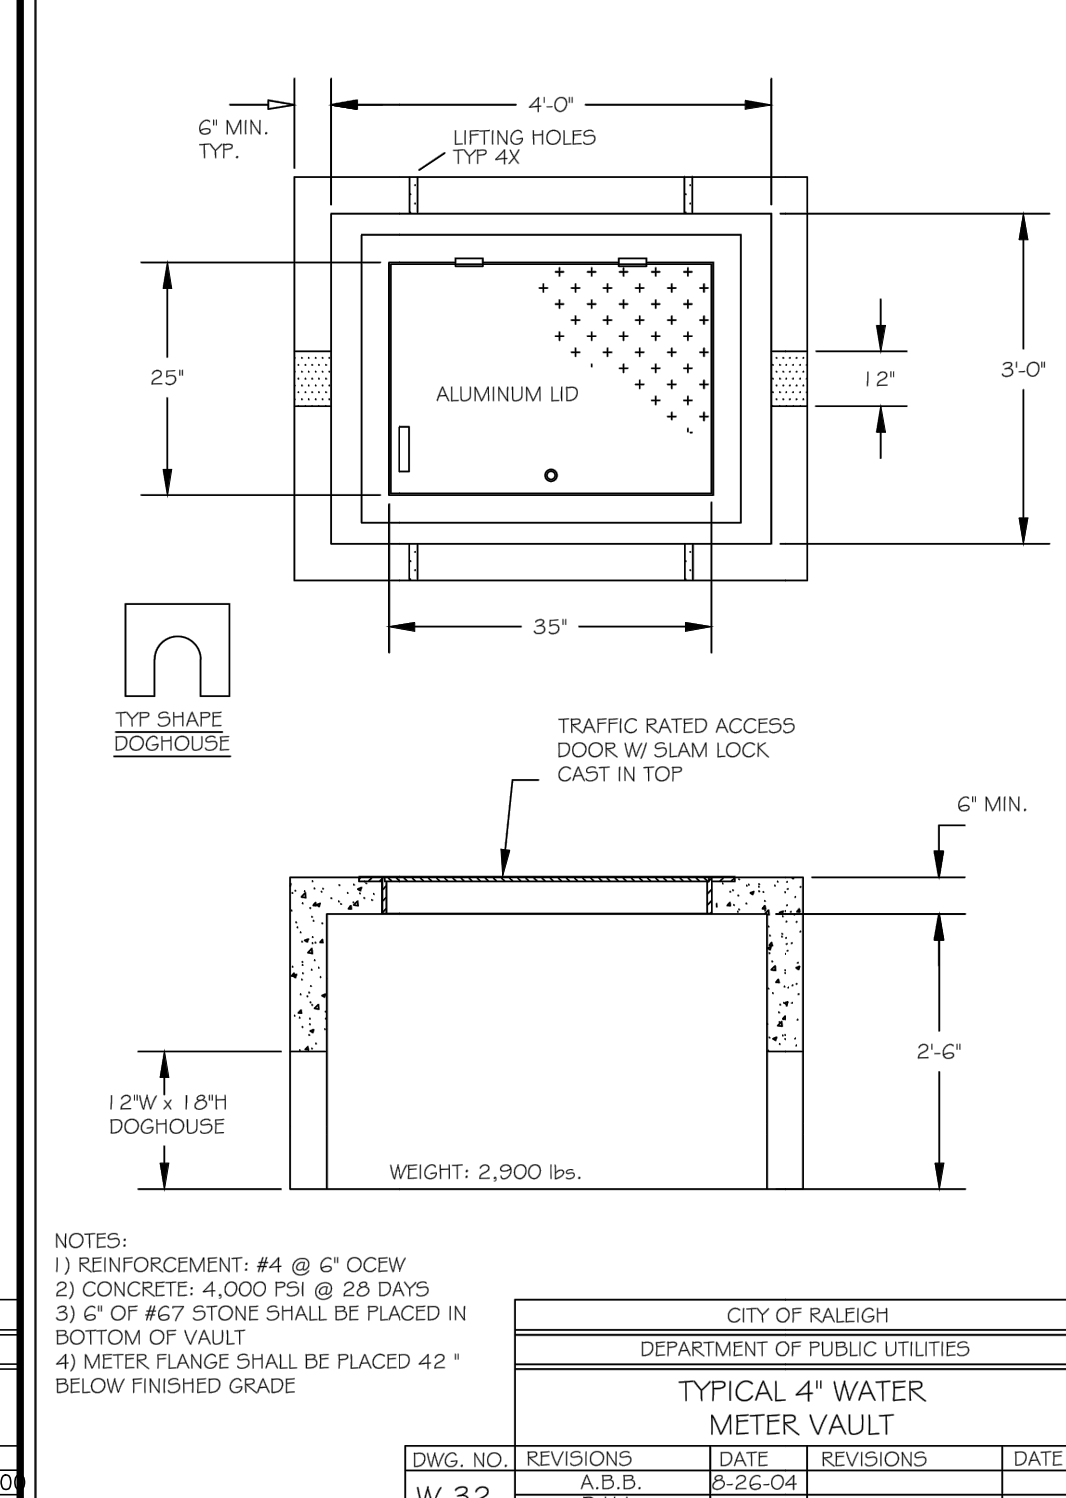 4'-0"
6" MIN.
TYP.
LIFTING HOLES
TYP 4X
25"
ALUMINUM LID
12"
3'-0"
35"
TYP SHAPE
DOGHOUSE
TRAFFIC RATED ACCESS
DOOR W/ SLAM LOCK
CAST IN TOP
6" MIN.
2'-6"
12"W x 18"H
DOGHOUSE
WEIGHT: 2,900 lbs.
NOTES:
1) REINFORCEMENT: #4 @ 6" OCEW
2) CONCRETE: 4,000 PSI @ 28 DAYS
3) 6" OF #67 STONE SHALL BE PLACED IN
BOTTOM OF VAULT
4) METER FLANGE SHALL BE PLACED 42 "
BELOW FINISHED GRADE
CITY OF RALEIGH
DEPARTMENT OF PUBLIC UTILITIES
TYPICAL 4" WATER
METER VAULT
DWG. NO. REVISIONS DATE REVISIONS DATE
W-32 A.B.B. 8-26-04
00